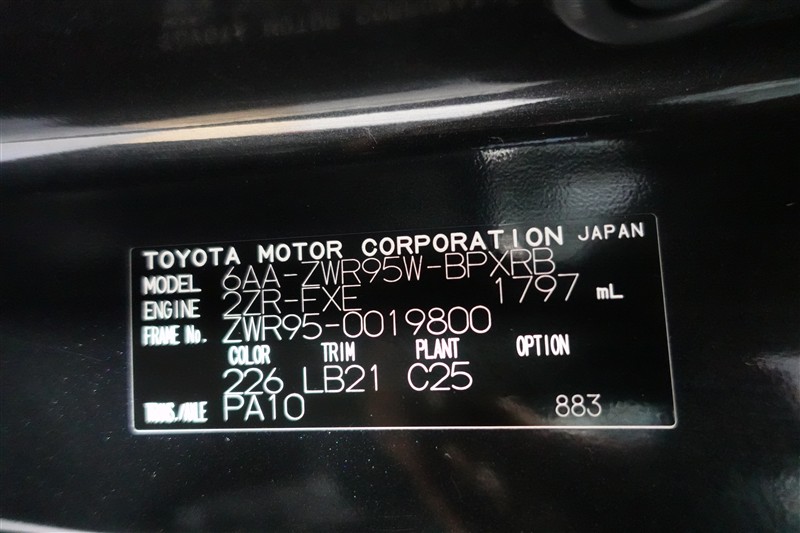 TOYOTA MOTOR CORPORATION JAPAN
MODEL 6AA-ZWR95W-BPXRB
ENGINE 2ZR-FXE 1797 mL
FRAME No. ZWR95-0019800
COLOR TRIM PLANT OPTION
226 LB21 C25
TRANS./AXLE PA10 883